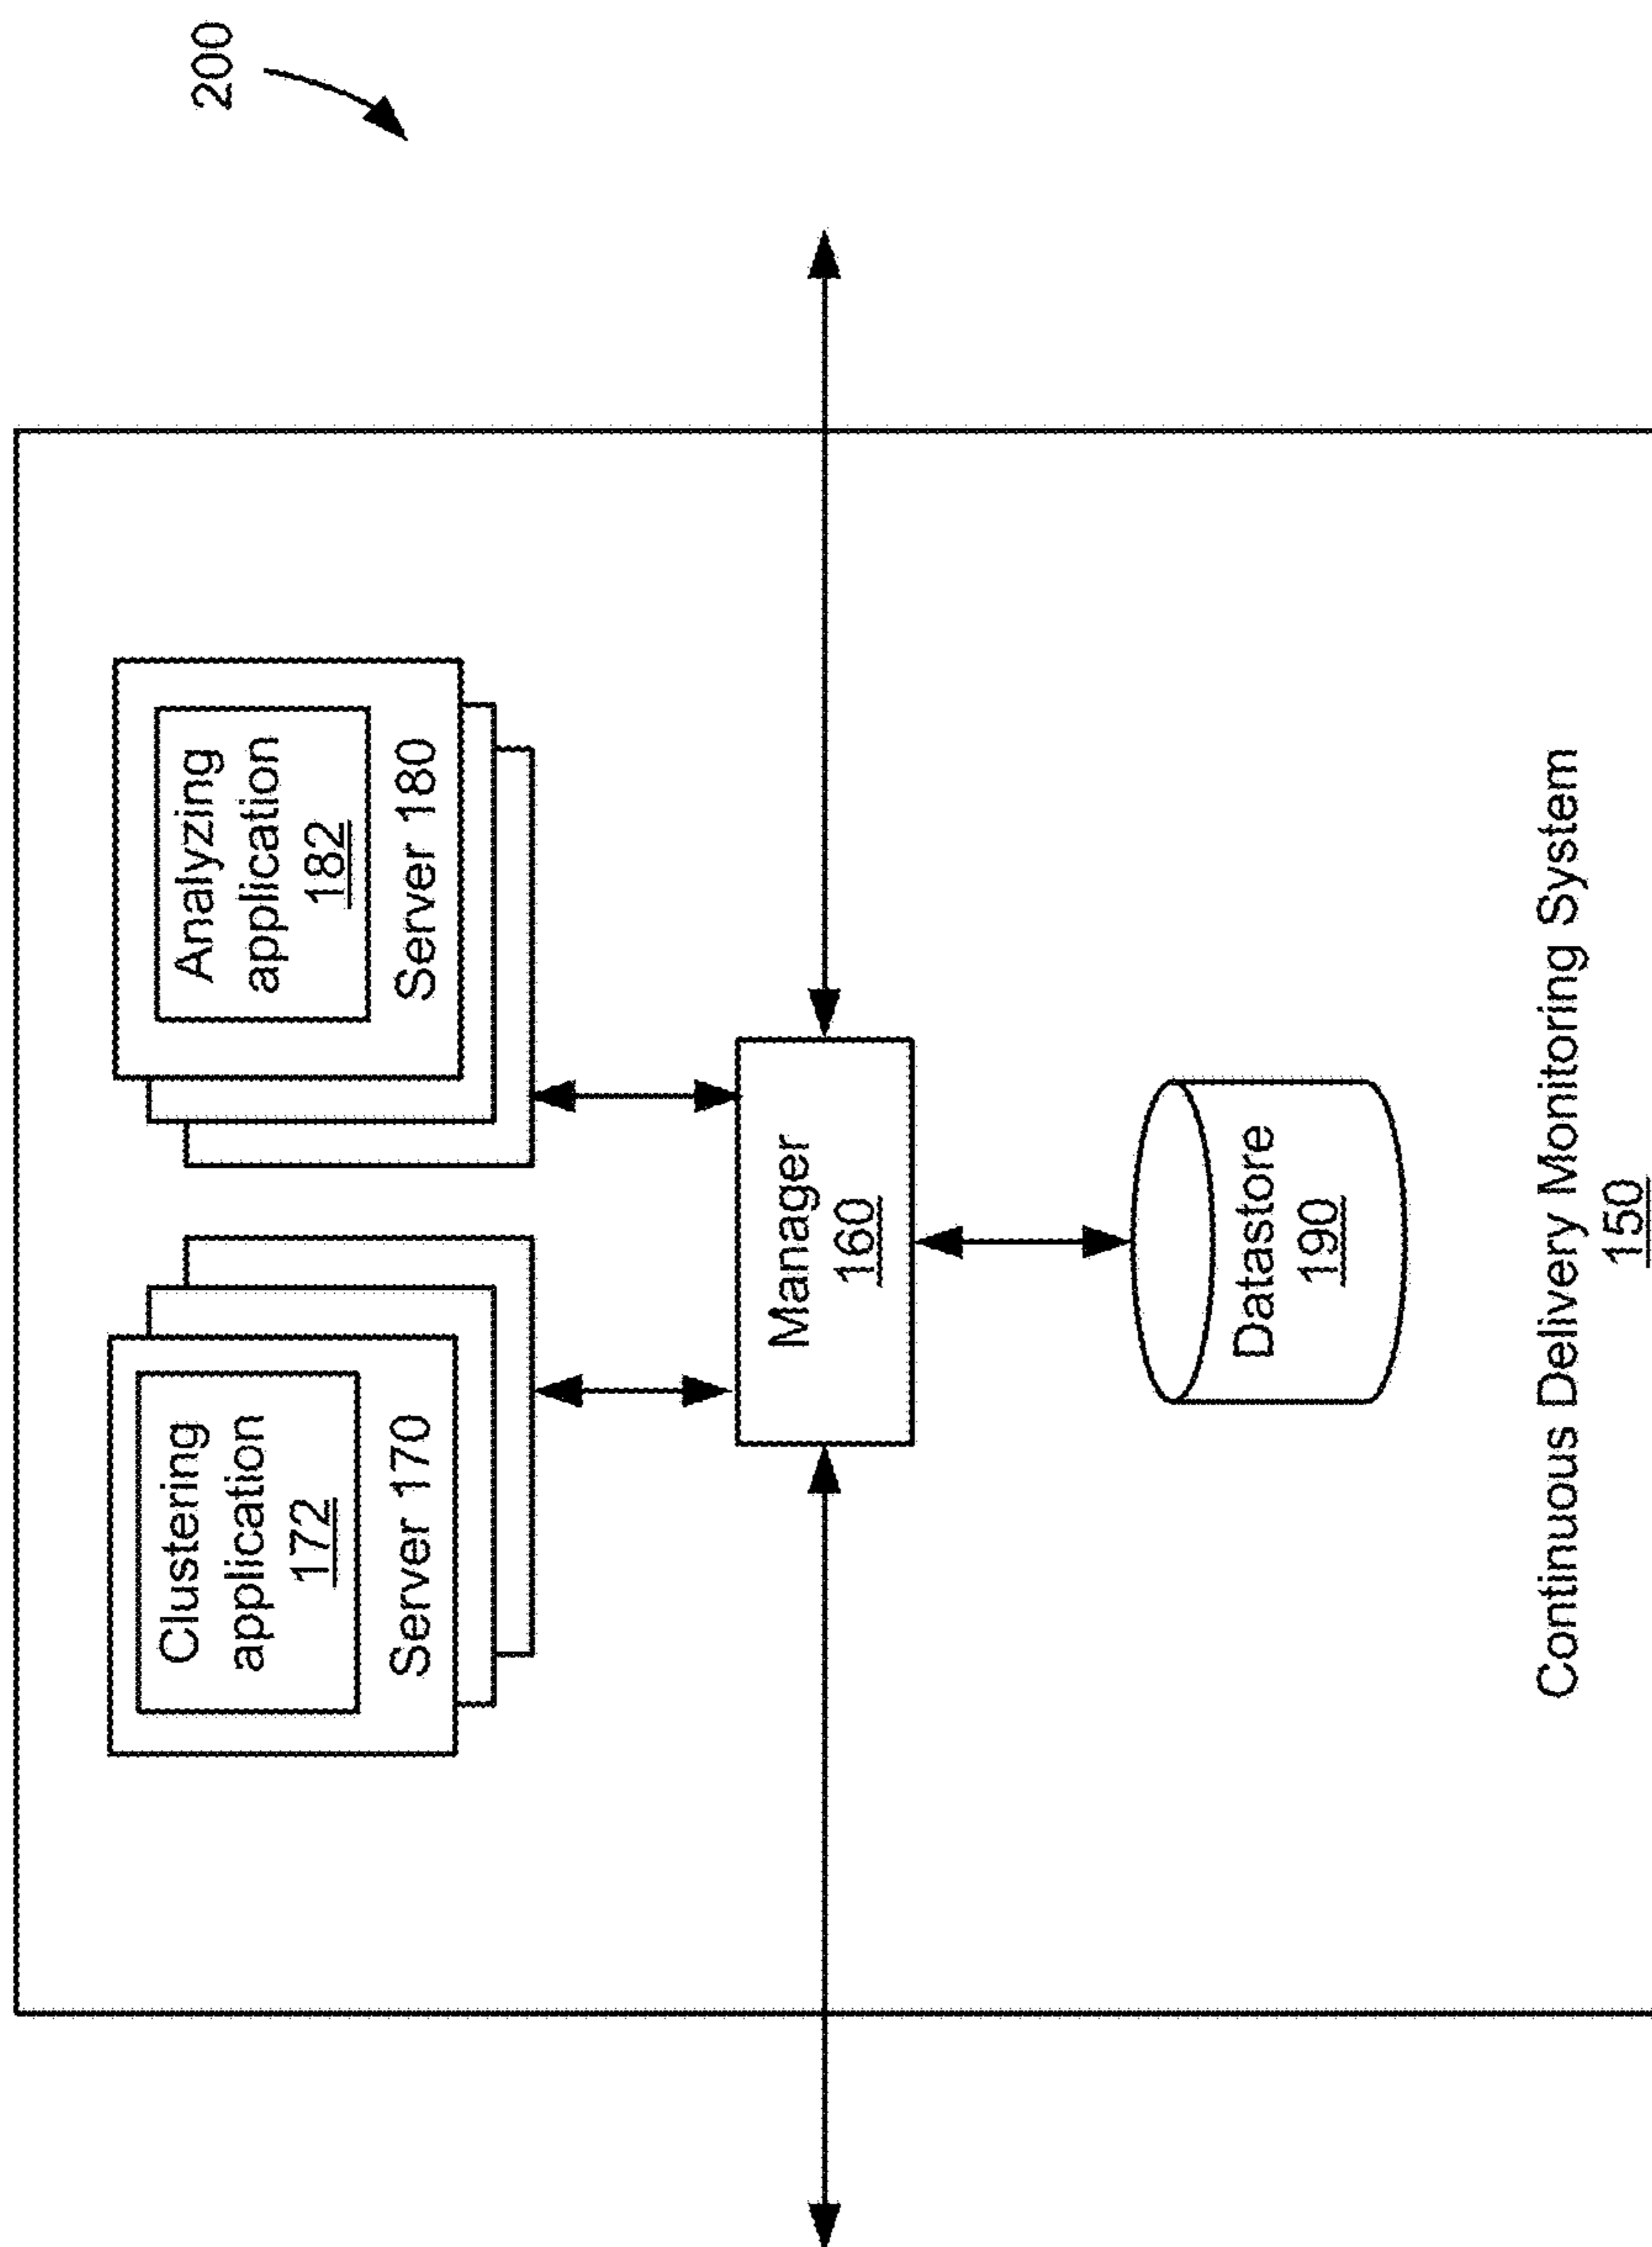 200
Clustering
application
172
Server 170
Analyzing
application
182
Server 180
Manager
160
Datastore
190
Continuous Delivery Monitoring System
150